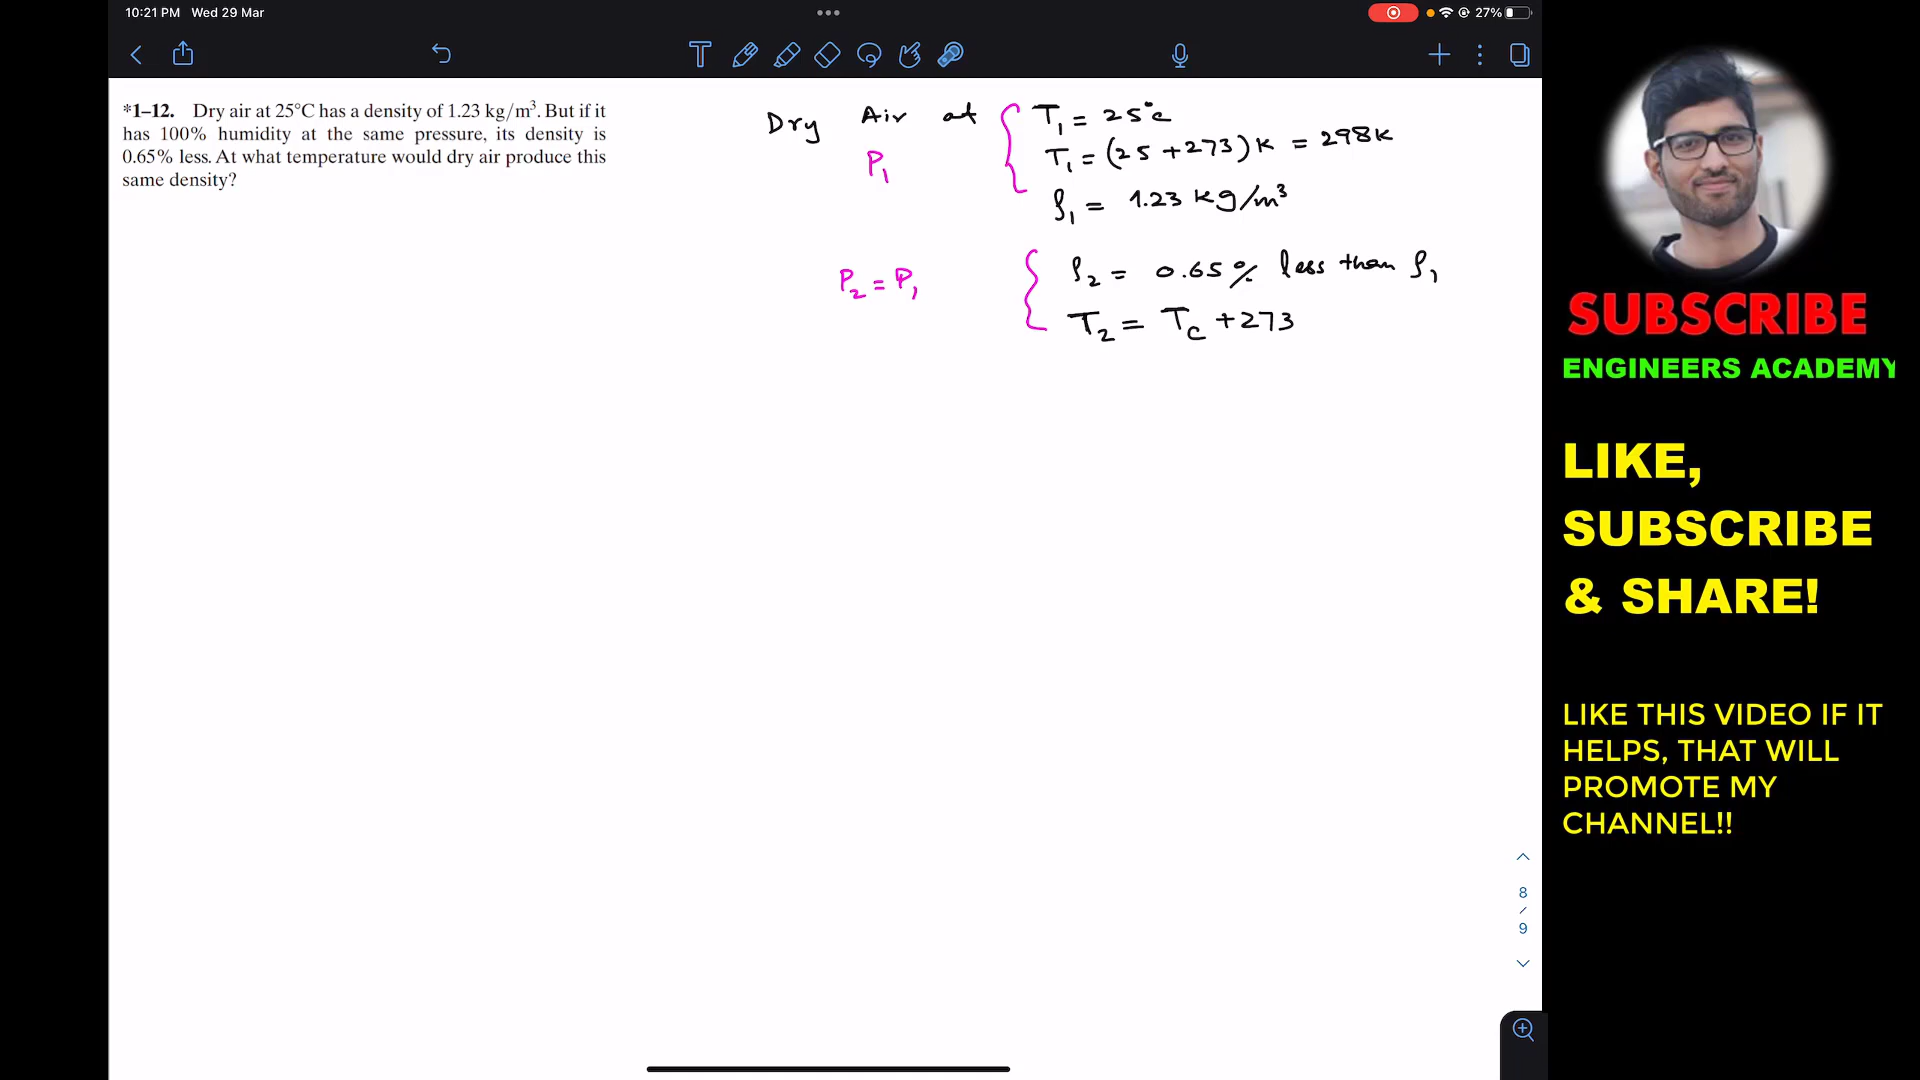 10:21 PM Wed 29 Mar
27%
*1–12. Dry air at 25°C has a density of 1.23 kg/m³. But if it
has 100% humidity at the same pressure, its density is
0.65% less. At what temperature would dry air produce this
same density?
Dry Air at T₁ = 25°C
P₁ T₁ = (25 + 273) K = 298K
ρ₁ = 1.23 kg/m³
P₂ = P₁ ρ₂ = 0.65% less than ρ₁
T₂ = T_C + 273
8
/
9
SUBSCRIBE
ENGINEERS ACADEMY
LIKE,
SUBSCRIBE
& SHARE!
LIKE THIS VIDEO IF IT
HELPS, THAT WILL
PROMOTE MY
CHANNEL!!